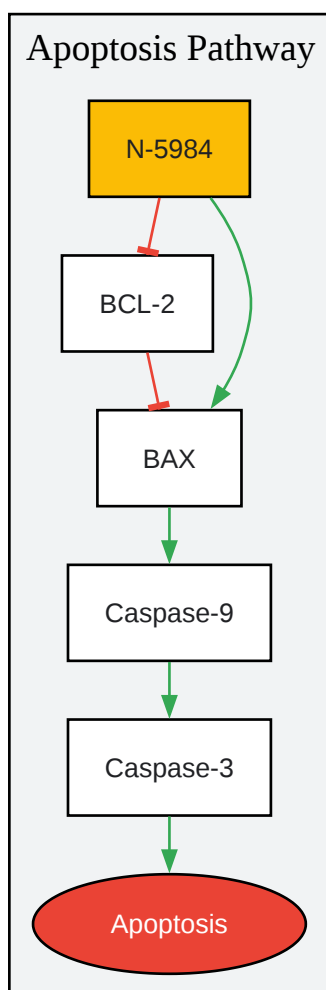 Apoptosis Pathway
N-5984
BCL-2
BAX
Caspase-9
Caspase-3
Apoptosis